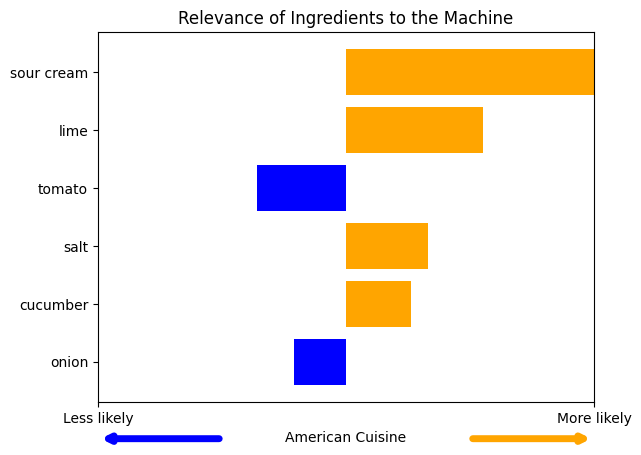 Relevance of Ingredients to the Machine
sour cream
lime
tomato
salt
cucumber
onion
Less likely
More likely
American Cuisine